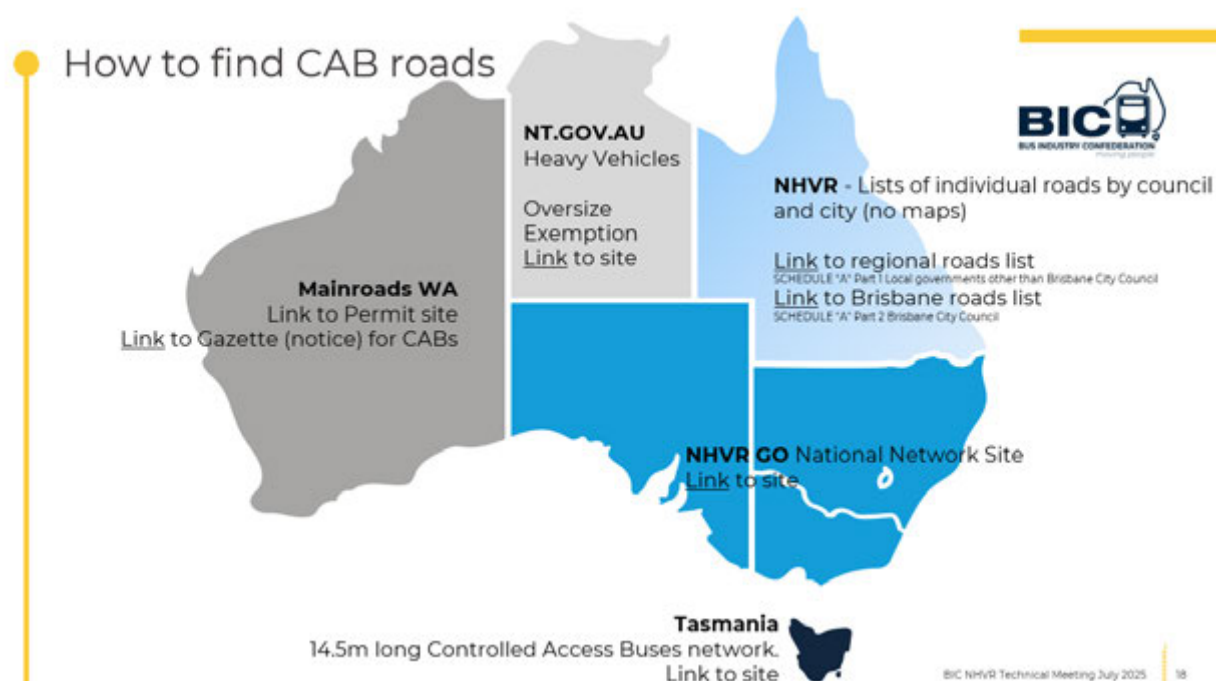 How to find CAB roads
BIC
BUS INDUSTRY CONFEDERATION
moving people
NT.GOV.AU
Heavy Vehicles
Oversize
Exemption
Link to site
NHVR - Lists of individual roads by council
and city (no maps)
Link to regional roads list
SCHEDULE "A" Part 1 Local governments other than Brisbane City Council
Link to Brisbane roads list
SCHEDULE "A" Part 2 Brisbane City Council
Mainroads WA
Link to Permit site
Link to Gazette (notice) for CABs
NHVR GO National Network Site
Link to site
Tasmania
14.5m long Controlled Access Buses network.
Link to site
BIC NHVR Technical Meeting July 2025
18